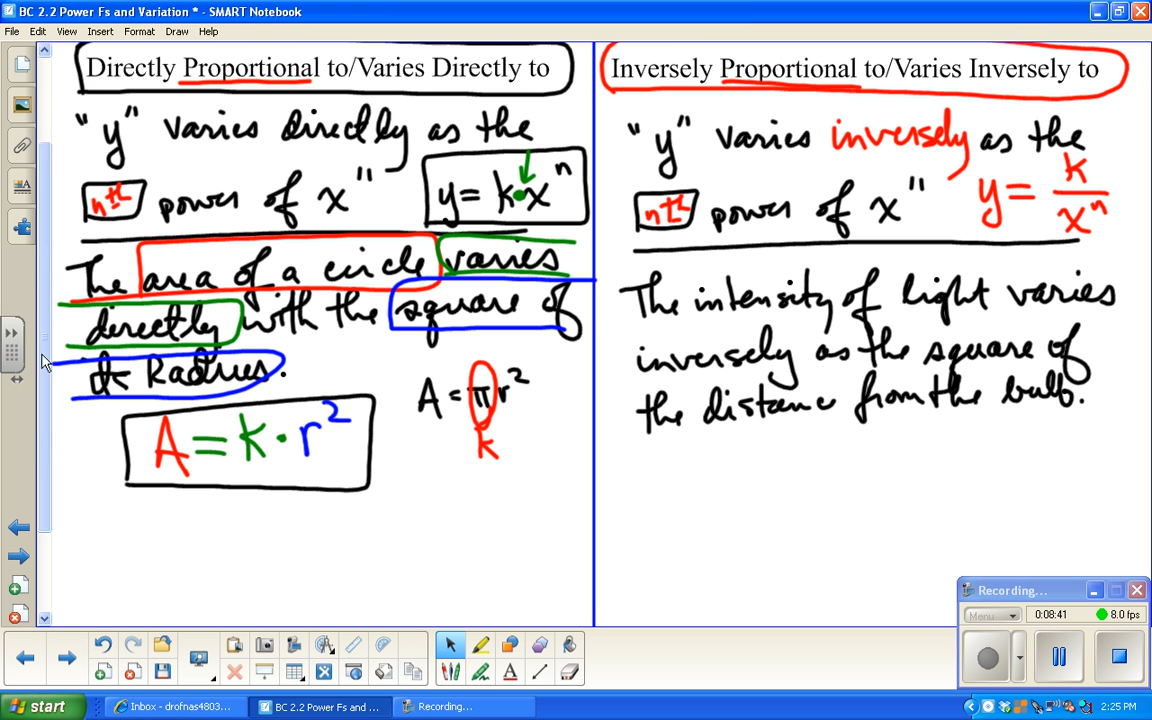 BC 2.2 Power Fs and Variation * - SMART Notebook
File Edit View Insert Format Draw Help
Directly Proportional to/Varies Directly to
"y" varies directly as the
nth power of x"
y = k·xⁿ
The area of a circle varies
directly with the square of
its Radius.
A = πr²
k
A = k·r²
Inversely Proportional to/Varies Inversely to
"y" varies inversely as the
nth power of x"
y = k/xⁿ
The intensity of light varies
inversely as the square of
the distance from the bulb.
Recording...
Menu
0:08:41
8.0 fps
start
Inbox - drofnas4803...
BC 2.2 Power Fs and ...
Recording...
2:25 PM